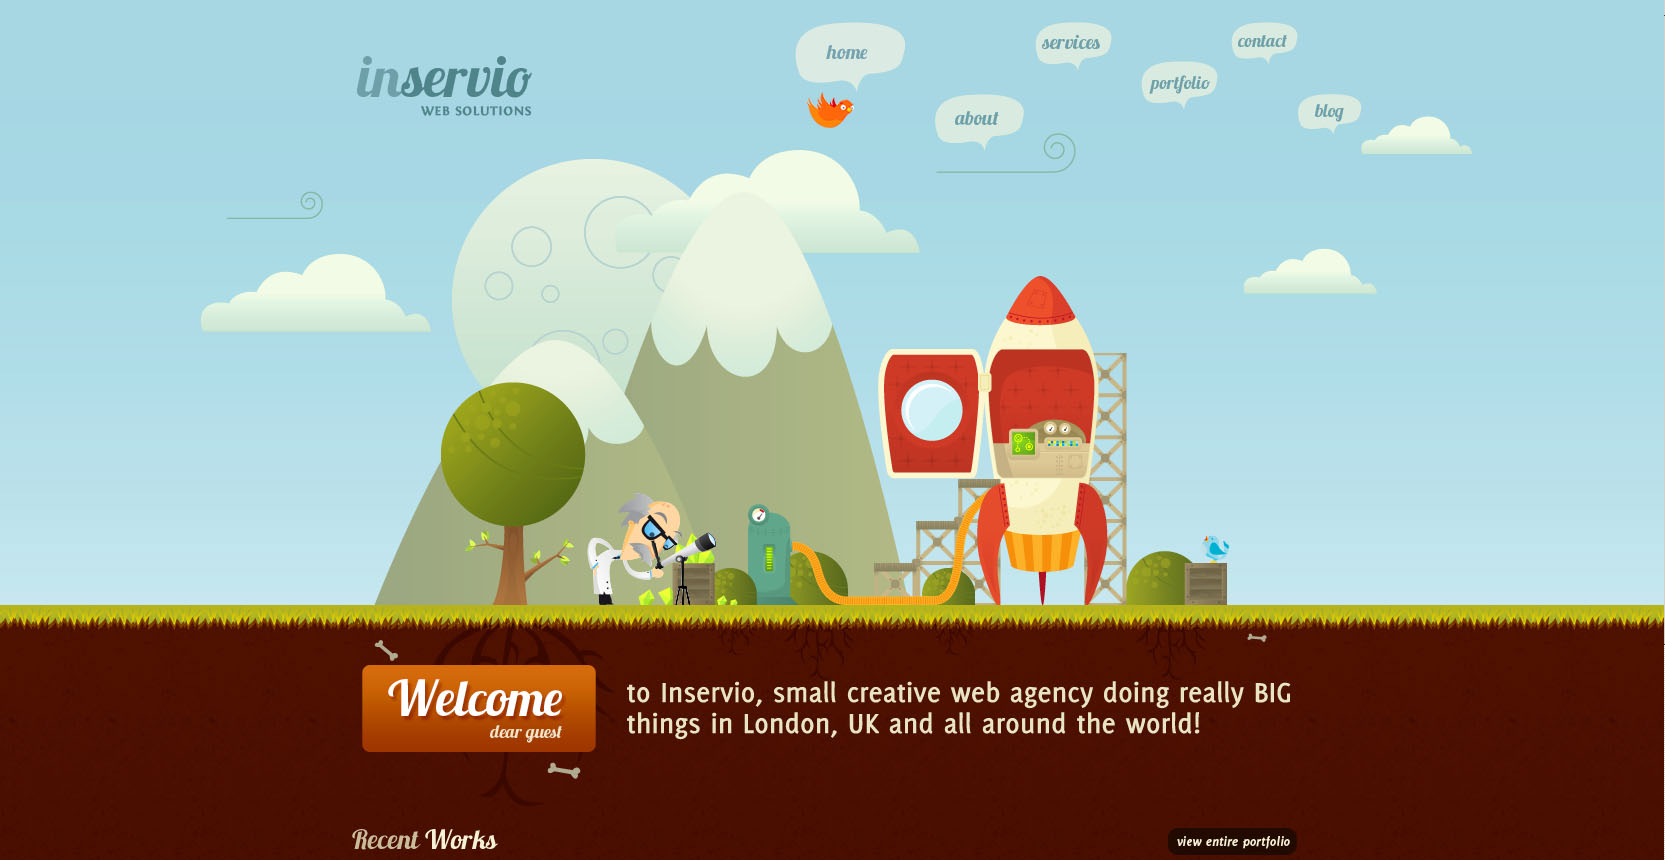 inservio
WEB SOLUTIONS
home
services
contact
portfolio
about
blog
Welcome
dear guest
to Inservio, small creative web agency doing really BIG
things in London, UK and all around the world!
Recent Works
view entire portfolio